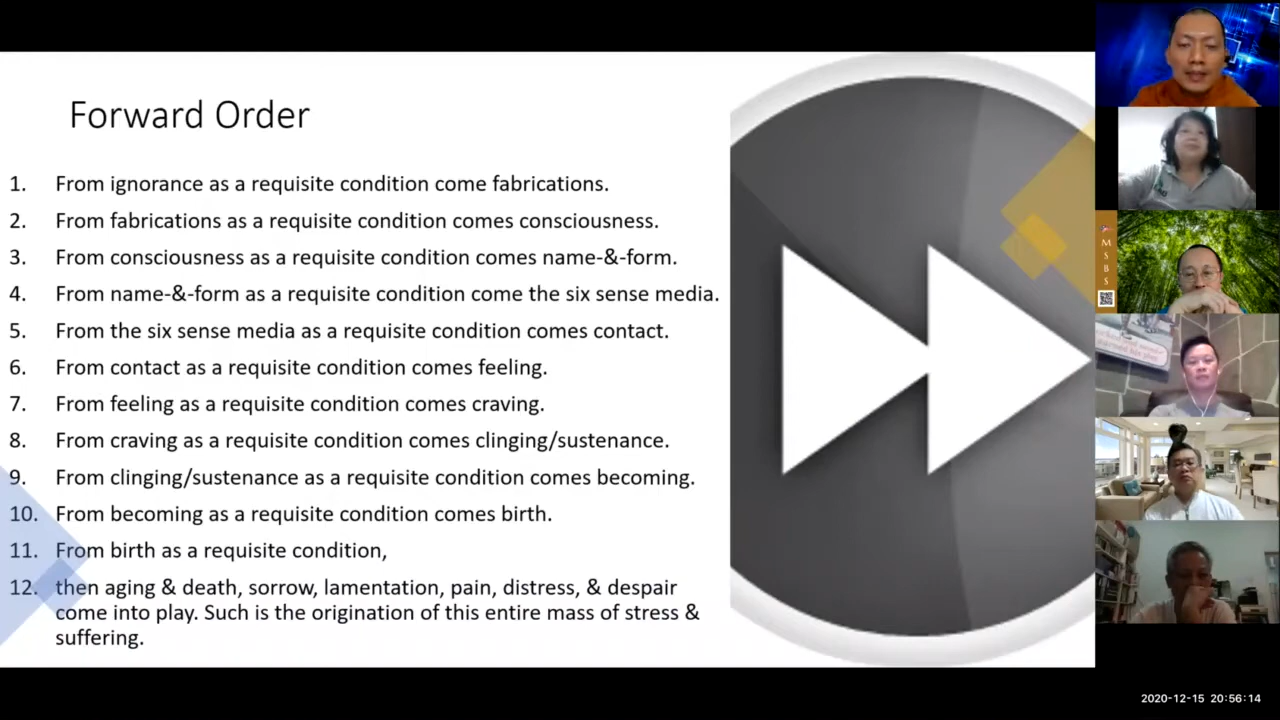 Forward Order
1. From ignorance as a requisite condition come fabrications.
2. From fabrications as a requisite condition comes consciousness.
3. From consciousness as a requisite condition comes name-&-form.
4. From name-&-form as a requisite condition come the six sense media.
5. From the six sense media as a requisite condition comes contact.
6. From contact as a requisite condition comes feeling.
7. From feeling as a requisite condition comes craving.
8. From craving as a requisite condition comes clinging/sustenance.
9. From clinging/sustenance as a requisite condition comes becoming.
10. From becoming as a requisite condition comes birth.
11. From birth as a requisite condition,
12. then aging & death, sorrow, lamentation, pain, distress, & despair
come into play. Such is the origination of this entire mass of stress &
suffering.
MSBS
2020-12-15 20:56:14